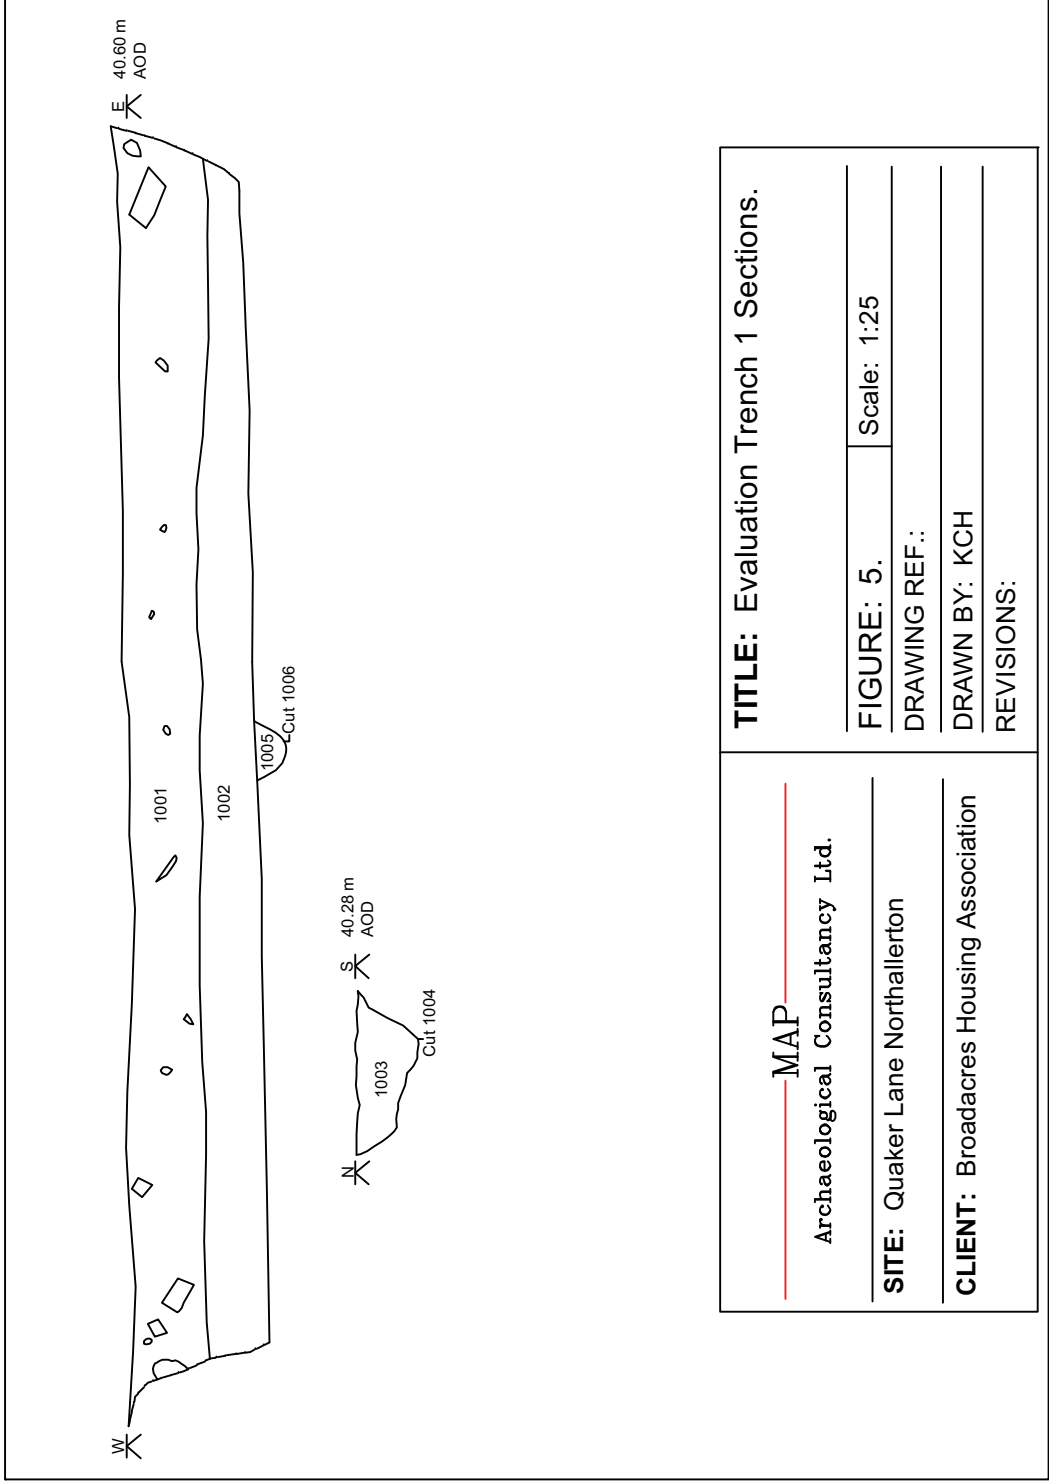 W
E
40.60 m
AOD
1001
1002
1005
Cut 1006
N
S
40.28 m
AOD
1003
Cut 1004
MAP
Archaeological Consultancy Ltd.
SITE: Quaker Lane Northallerton
CLIENT: Broadacres Housing Association
TITLE: Evaluation Trench 1 Sections.
FIGURE: 5.
Scale: 1:25
DRAWING REF.:
DRAWN BY: KCH
REVISIONS: